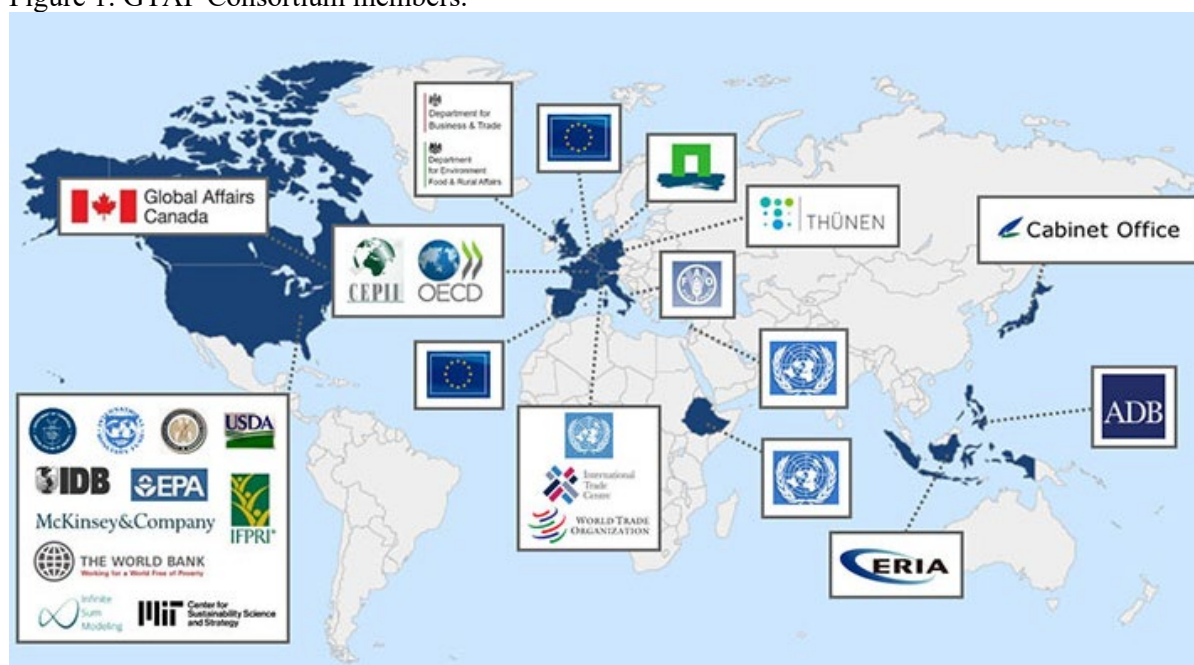 Figure 1. GTAP Consortium members.
Department for
Business & Trade
Department
for Environment
Food & Rural Affairs
Global Affairs
Canada
THÜNEN
Cabinet Office
CEPII
OECD
ADB
USDA
IDB
EPA
McKinsey&Company
IFPRI
THE WORLD BANK
Working for a World Free of Poverty
Infinite
Sum
Modeling
MIT
Center for
Sustainability Science
and Strategy
International
Trade
Centre
WORLD TRADE
ORGANIZATION
ERIA